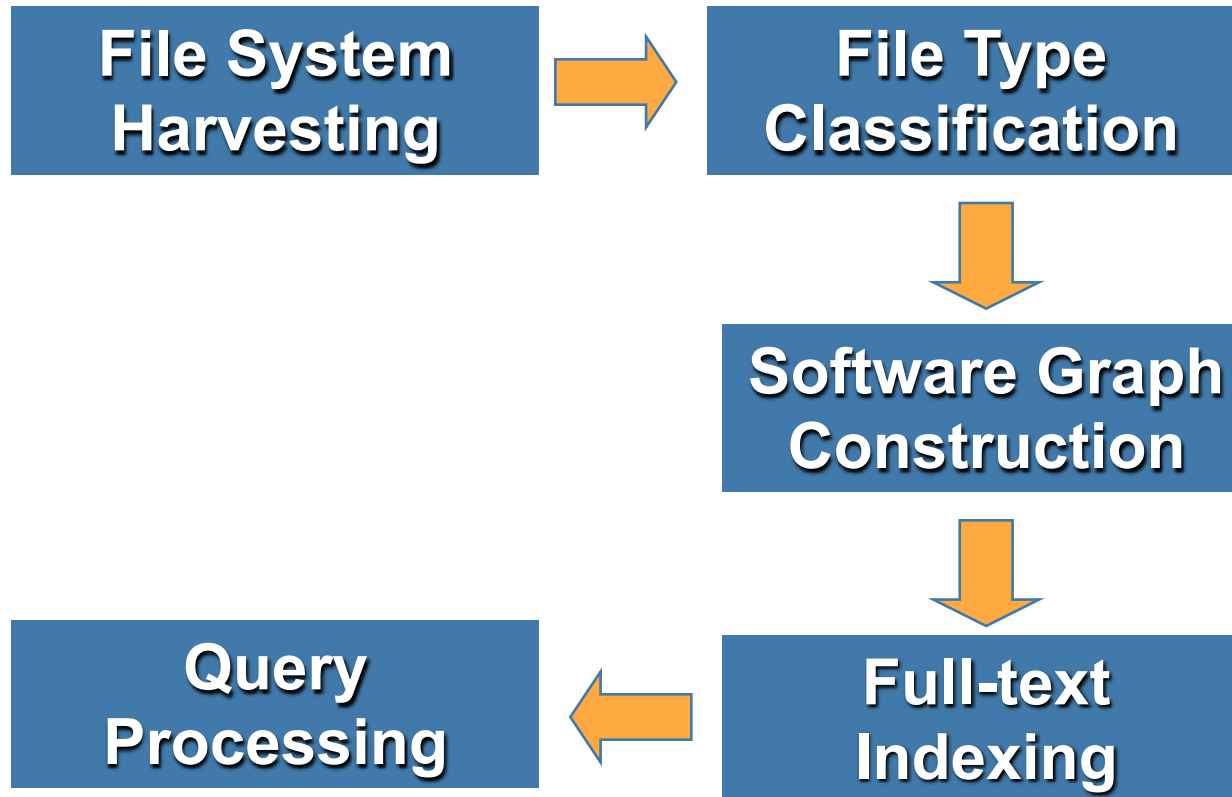 File System
Harvesting
File Type
Classification
Software Graph
Construction
Full-text
Indexing
Query
Processing